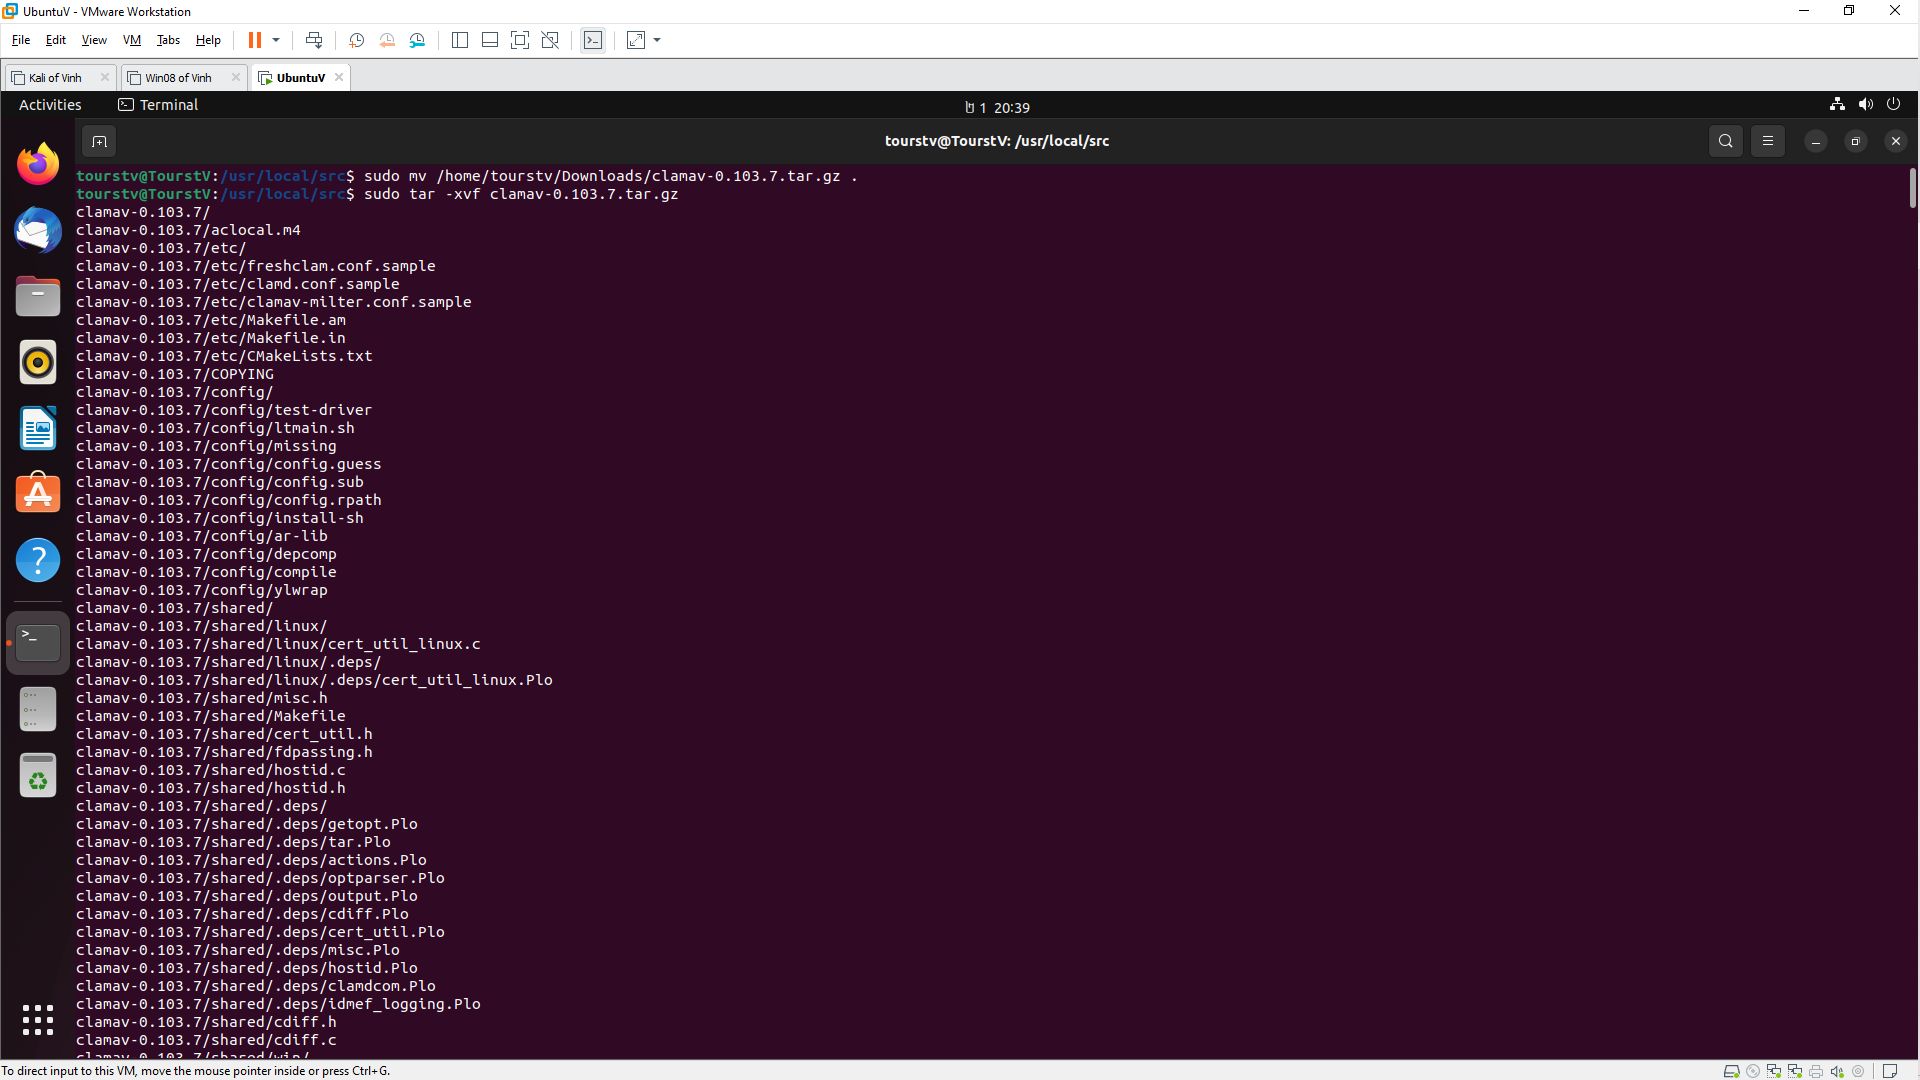 UbuntuV - VMware Workstation
File Edit View VM Tabs Help
Kali of Vinh
Win08 of Vinh
UbuntuV
Activities
Terminal
1 20:39
tourstv@TourstV: /usr/local/src
tourstv@TourstV:/usr/local/src$ sudo mv /home/tourstv/Downloads/clamav-0.103.7.tar.gz .
tourstv@TourstV:/usr/local/src$ sudo tar -xvf clamav-0.103.7.tar.gz
clamav-0.103.7/
clamav-0.103.7/aclocal.m4
clamav-0.103.7/etc/
clamav-0.103.7/etc/freshclam.conf.sample
clamav-0.103.7/etc/clamd.conf.sample
clamav-0.103.7/etc/clamav-milter.conf.sample
clamav-0.103.7/etc/Makefile.am
clamav-0.103.7/etc/Makefile.in
clamav-0.103.7/etc/CMakeLists.txt
clamav-0.103.7/COPYING
clamav-0.103.7/config/
clamav-0.103.7/config/test-driver
clamav-0.103.7/config/ltmain.sh
clamav-0.103.7/config/missing
clamav-0.103.7/config/config.guess
clamav-0.103.7/config/config.sub
clamav-0.103.7/config/config.rpath
clamav-0.103.7/config/install-sh
clamav-0.103.7/config/ar-lib
clamav-0.103.7/config/depcomp
clamav-0.103.7/config/compile
clamav-0.103.7/config/ylwrap
clamav-0.103.7/shared/
clamav-0.103.7/shared/linux/
clamav-0.103.7/shared/linux/cert_util_linux.c
clamav-0.103.7/shared/linux/.deps/
clamav-0.103.7/shared/linux/.deps/cert_util_linux.Plo
clamav-0.103.7/shared/misc.h
clamav-0.103.7/shared/Makefile
clamav-0.103.7/shared/cert_util.h
clamav-0.103.7/shared/fdpassing.h
clamav-0.103.7/shared/hostid.c
clamav-0.103.7/shared/hostid.h
clamav-0.103.7/shared/.deps/
clamav-0.103.7/shared/.deps/getopt.Plo
clamav-0.103.7/shared/.deps/tar.Plo
clamav-0.103.7/shared/.deps/actions.Plo
clamav-0.103.7/shared/.deps/optparser.Plo
clamav-0.103.7/shared/.deps/output.Plo
clamav-0.103.7/shared/.deps/cdiff.Plo
clamav-0.103.7/shared/.deps/cert_util.Plo
clamav-0.103.7/shared/.deps/misc.Plo
clamav-0.103.7/shared/.deps/hostid.Plo
clamav-0.103.7/shared/.deps/clamdcom.Plo
clamav-0.103.7/shared/.deps/idmef_logging.Plo
clamav-0.103.7/shared/cdiff.h
clamav-0.103.7/shared/cdiff.c
clamav-0.103.7/shared/win/
To direct input to this VM, move the mouse pointer inside or press Ctrl+G.